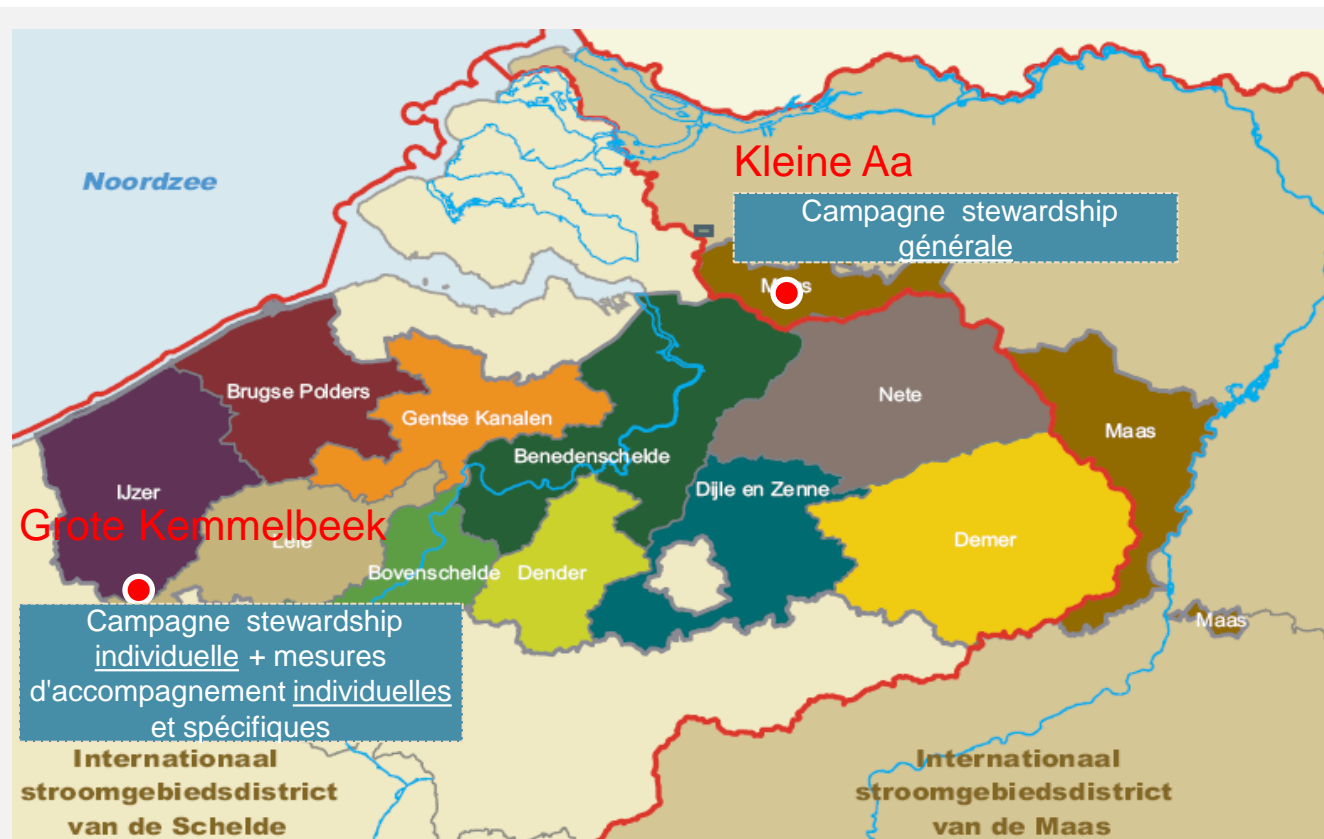 Noordzee
Kleine Aa
Campagne stewardship
générale
Maas
Brugse Polders
Gentse Kanalen
Nete
Maas
Benedenschelde
IJzer
Dijle en Zenne
Grote Kemmelbeek
Leie
Demer
Bovenschelde
Dender
Campagne stewardship
individuelle + mesures
d'accompagnement individuelles
et spécifiques
Maas
Internationaal
stroomgebiedsdistrict
van de Schelde
Internationaal
stroomgebiedsdistrict
van de Maas